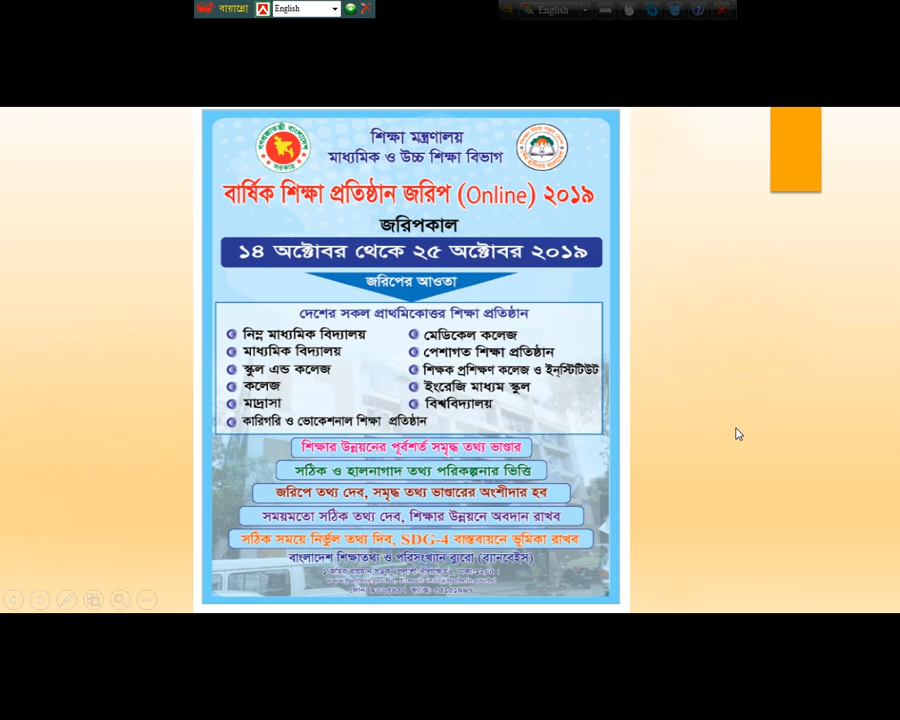 বায়ান্নো English
English
শিক্ষা মন্ত্রণালয়
মাধ্যমিক ও উচ্চ শিক্ষা বিভাগ
বার্ষিক শিক্ষা প্রতিষ্ঠান জরিপ (Online) ২০১৯
জরিপকাল
১৪ অক্টোবর থেকে ২৫ অক্টোবর ২০১৯
জরিপের আওতা
দেশের সকল প্রাথমিকোত্তর শিক্ষা প্রতিষ্ঠান
নিম্ন মাধ্যমিক বিদ্যালয়
মাধ্যমিক বিদ্যালয়
স্কুল এন্ড কলেজ
কলেজ
মাদ্রাসা
কারিগরি ও ভোকেশনাল শিক্ষা প্রতিষ্ঠান
মেডিকেল কলেজ
পেশাগত শিক্ষা প্রতিষ্ঠান
শিক্ষক প্রশিক্ষণ কলেজ ও ইন্স্টিটিউট
ইংরেজি মাধ্যম স্কুল
বিশ্ববিদ্যালয়
শিক্ষার উন্নয়নের পূর্বশর্ত সমৃদ্ধ তথ্য ভাণ্ডার
সঠিক ও হালনাগাদ তথ্য পরিকল্পনার ভিত্তি
জরিপে তথ্য দেব, সমৃদ্ধ তথ্য ভাণ্ডারের অংশীদার হব
সময়মতো সঠিক তথ্য দেব, শিক্ষার উন্নয়নে অবদান রাখব
সঠিক সময়ে নির্ভুল তথ্য দিব, SDG-4 বাস্তবায়নে ভূমিকা রাখব
বাংলাদেশ শিক্ষাতথ্য ও পরিসংখ্যান ব্যুরো (ব্যানবেইস)